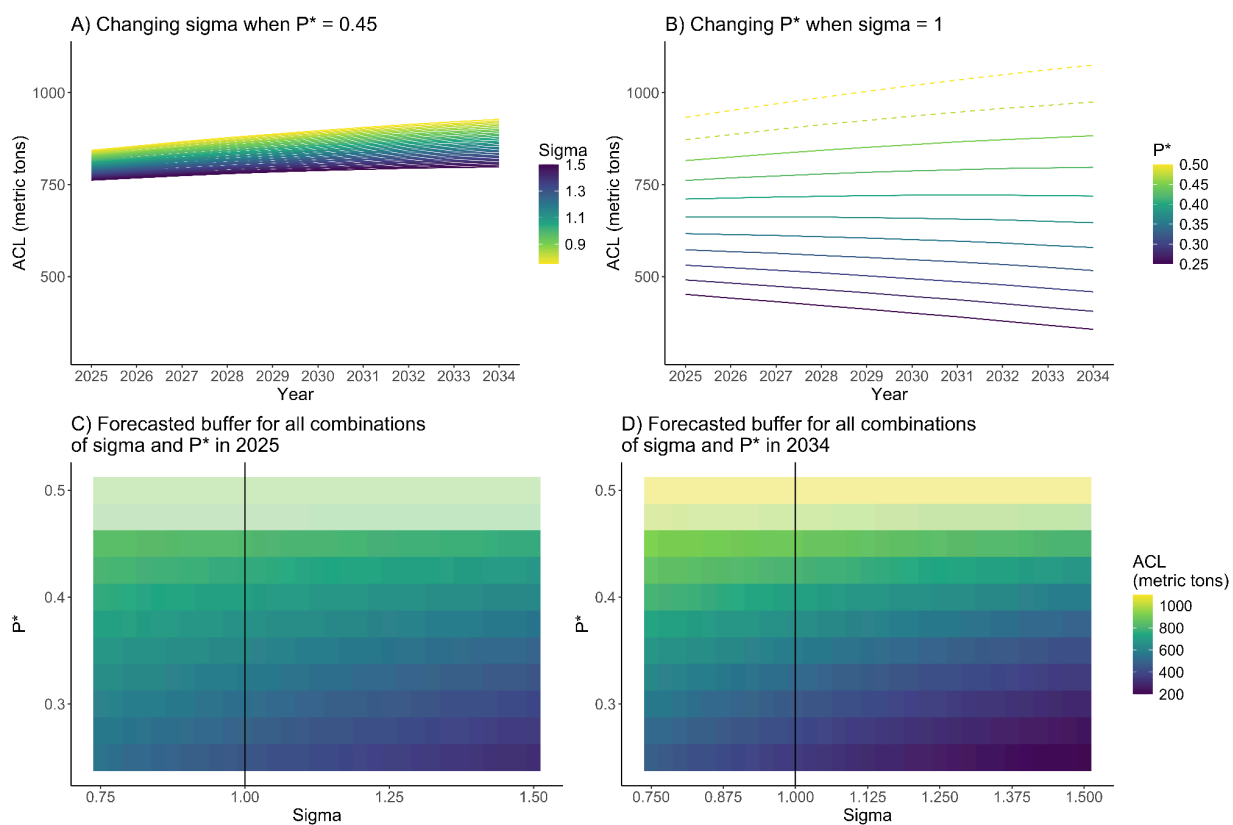 A) Changing sigma when P* = 0.45
ACL (metric tons)
1000
750
500
2025 2026 2027 2028 2029 2030 2031 2032 2033 2034
Year
Sigma
1.5
1.3
1.1
0.9
B) Changing P* when sigma = 1
ACL (metric tons)
1000
750
500
2025 2026 2027 2028 2029 2030 2031 2032 2033 2034
Year
P*
0.50
0.45
0.40
0.35
0.30
0.25
C) Forecasted buffer for all combinations
of sigma and P* in 2025
P*
0.5
0.4
0.3
0.75 1.00 1.25 1.50
Sigma
D) Forecasted buffer for all combinations
of sigma and P* in 2034
P*
0.5
0.4
0.3
0.750 0.875 1.000 1.125 1.250 1.375 1.500
Sigma
ACL
(metric tons)
1000
800
600
400
200